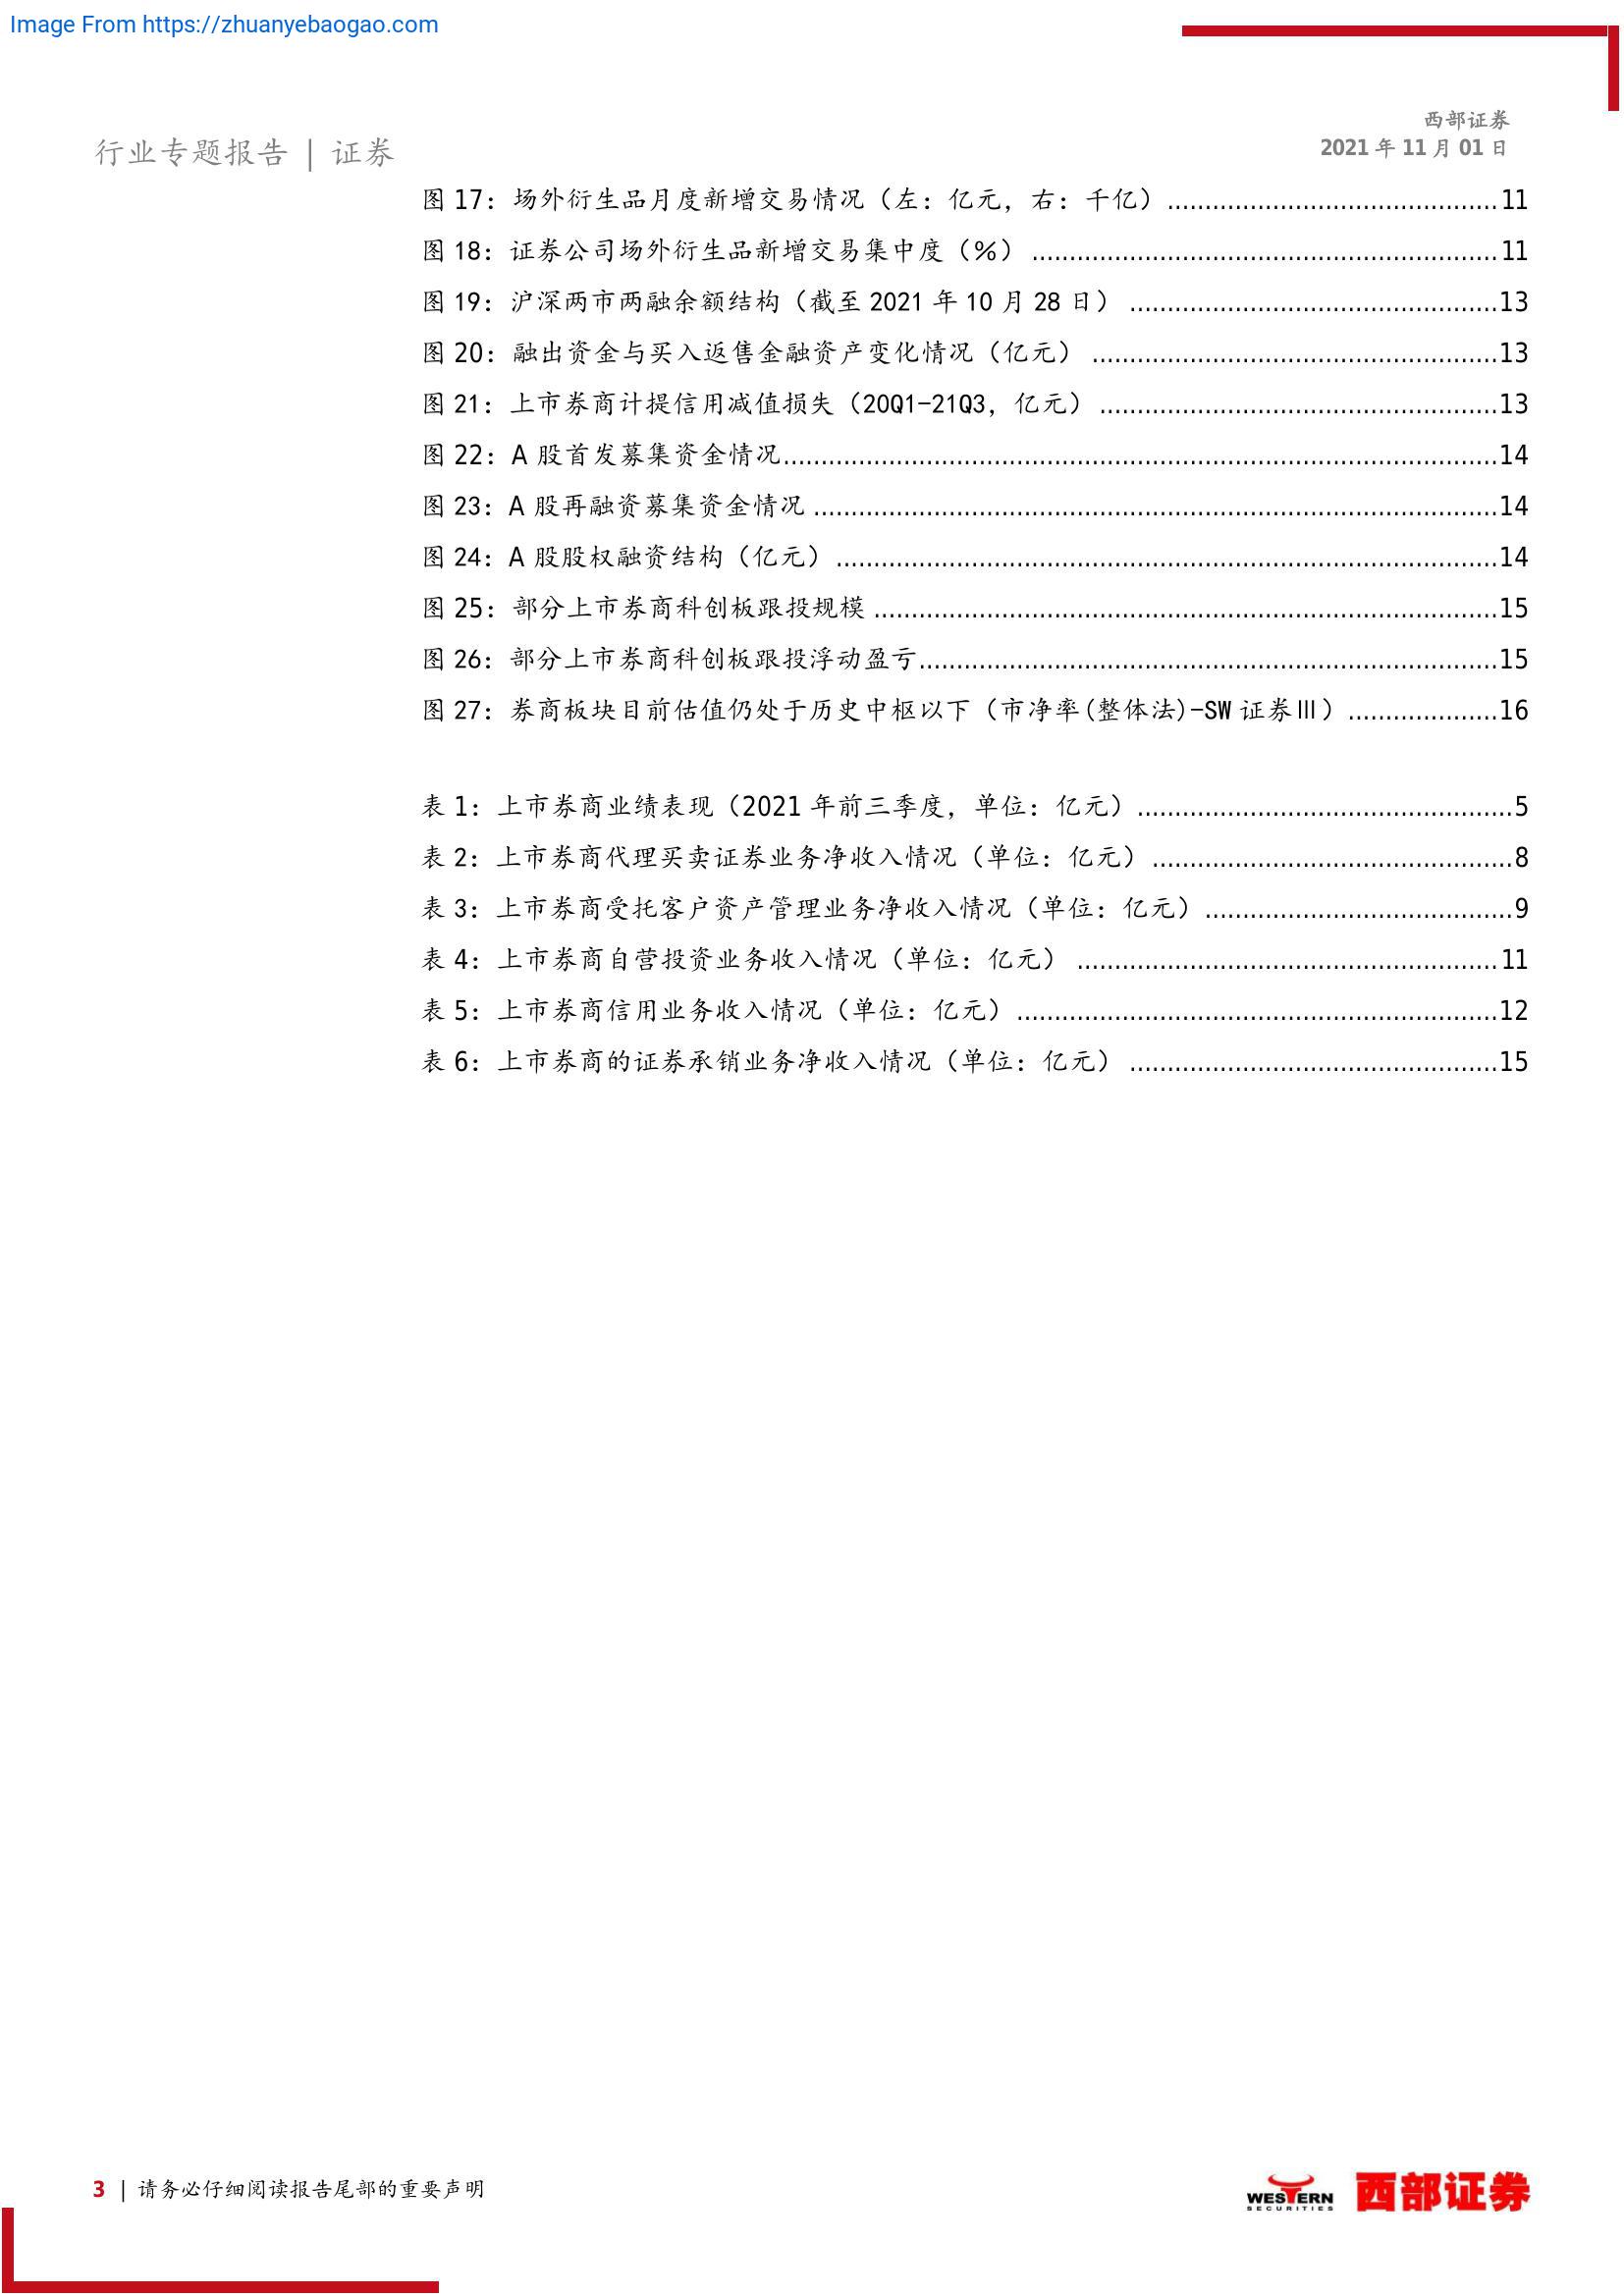 Image From https://zhuanyebaogao.com
西部证券
行业专题报告 | 证券
2021 年 11 月 01 日
图 17：场外衍生品月度新增交易情况（左：亿元，右：千亿）............................................11
图 18：证券公司场外衍生品新增交易集中度（%）..............................................................11
图 19：沪深两市两融余额结构（截至 2021 年 10 月 28 日）.................................................13
图 20：融出资金与买入返售金融资产变化情况（亿元）......................................................13
图 21：上市券商计提信用减值损失（20Q1-21Q3，亿元）.....................................................13
图 22：A 股首发募集资金情况...............................................................................................14
图 23：A 股再融资募集资金情况...........................................................................................14
图 24：A 股股权融资结构（亿元）........................................................................................14
图 25：部分上市券商科创板跟投规模...................................................................................15
图 26：部分上市券商科创板跟投浮动盈亏.............................................................................15
图 27：券商板块目前估值仍处于历史中枢以下（市净率(整体法)-SW 证券Ⅲ）....................16
表 1：上市券商业绩表现（2021 年前三季度，单位：亿元）..................................................5
表 2：上市券商代理买卖证券业务净收入情况（单位：亿元）................................................8
表 3：上市券商受托客户资产管理业务净收入情况（单位：亿元）.........................................9
表 4：上市券商自营投资业务收入情况（单位：亿元）........................................................11
表 5：上市券商信用业务收入情况（单位：亿元）................................................................12
表 6：上市券商的证券承销业务净收入情况（单位：亿元）.................................................15
3 | 请务必仔细阅读报告尾部的重要声明
WESTERN
SECURITIES
西部证券